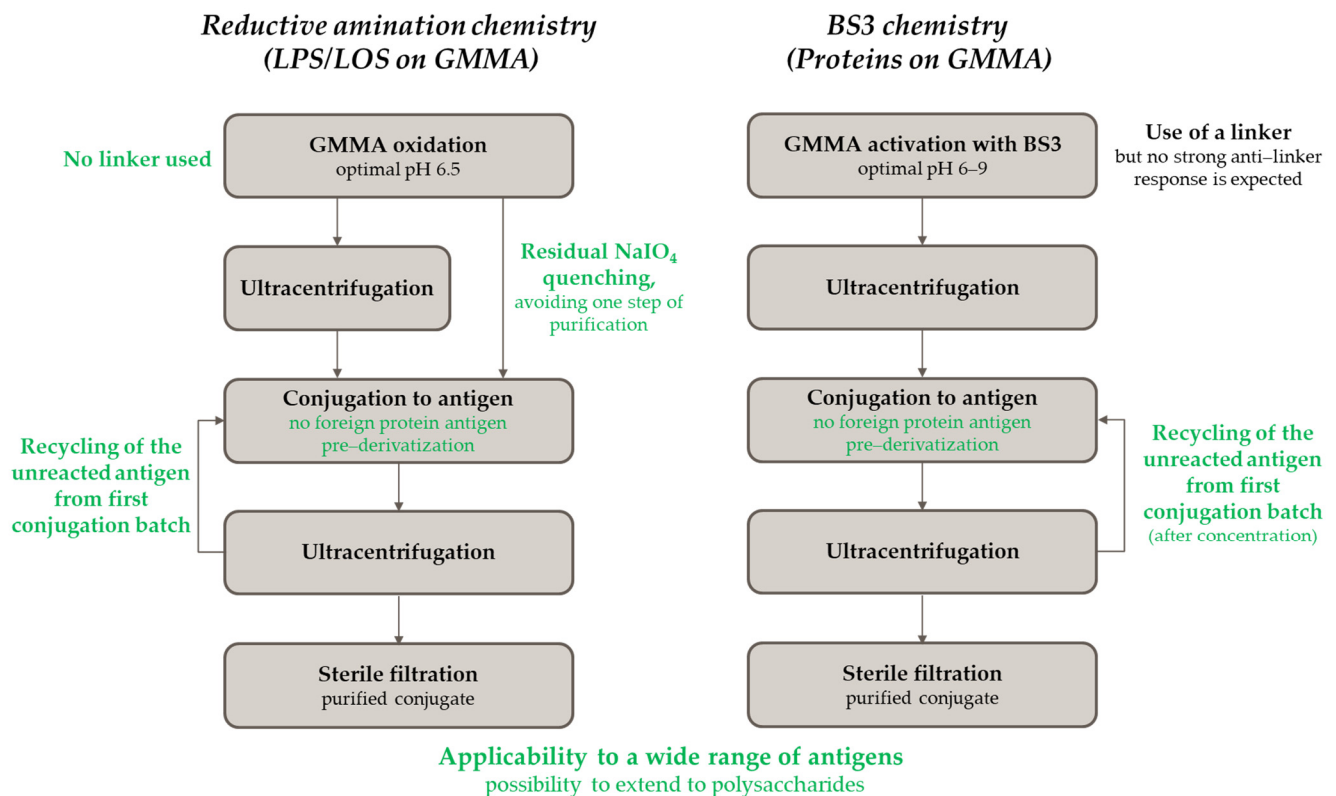 Reductive amination chemistry
(LPS/LOS on GMMA)
BS3 chemistry
(Proteins on GMMA)
No linker used
GMMA oxidation
optimal pH 6.5
GMMA activation with BS3
optimal pH 6–9
Use of a linker
but no strong anti–linker
response is expected
Ultracentrifugation
Residual NaIO₄
quenching,
avoiding one step of
purification
Ultracentrifugation
Conjugation to antigen
no foreign protein antigen
pre–derivatization
Conjugation to antigen
no foreign protein antigen
pre–derivatization
Recycling of the
unreacted antigen
from first
conjugation batch
Recycling of the
unreacted antigen
from first
conjugation batch
(after concentration)
Ultracentrifugation
Ultracentrifugation
Sterile filtration
purified conjugate
Sterile filtration
purified conjugate
Applicability to a wide range of antigens
possibility to extend to polysaccharides